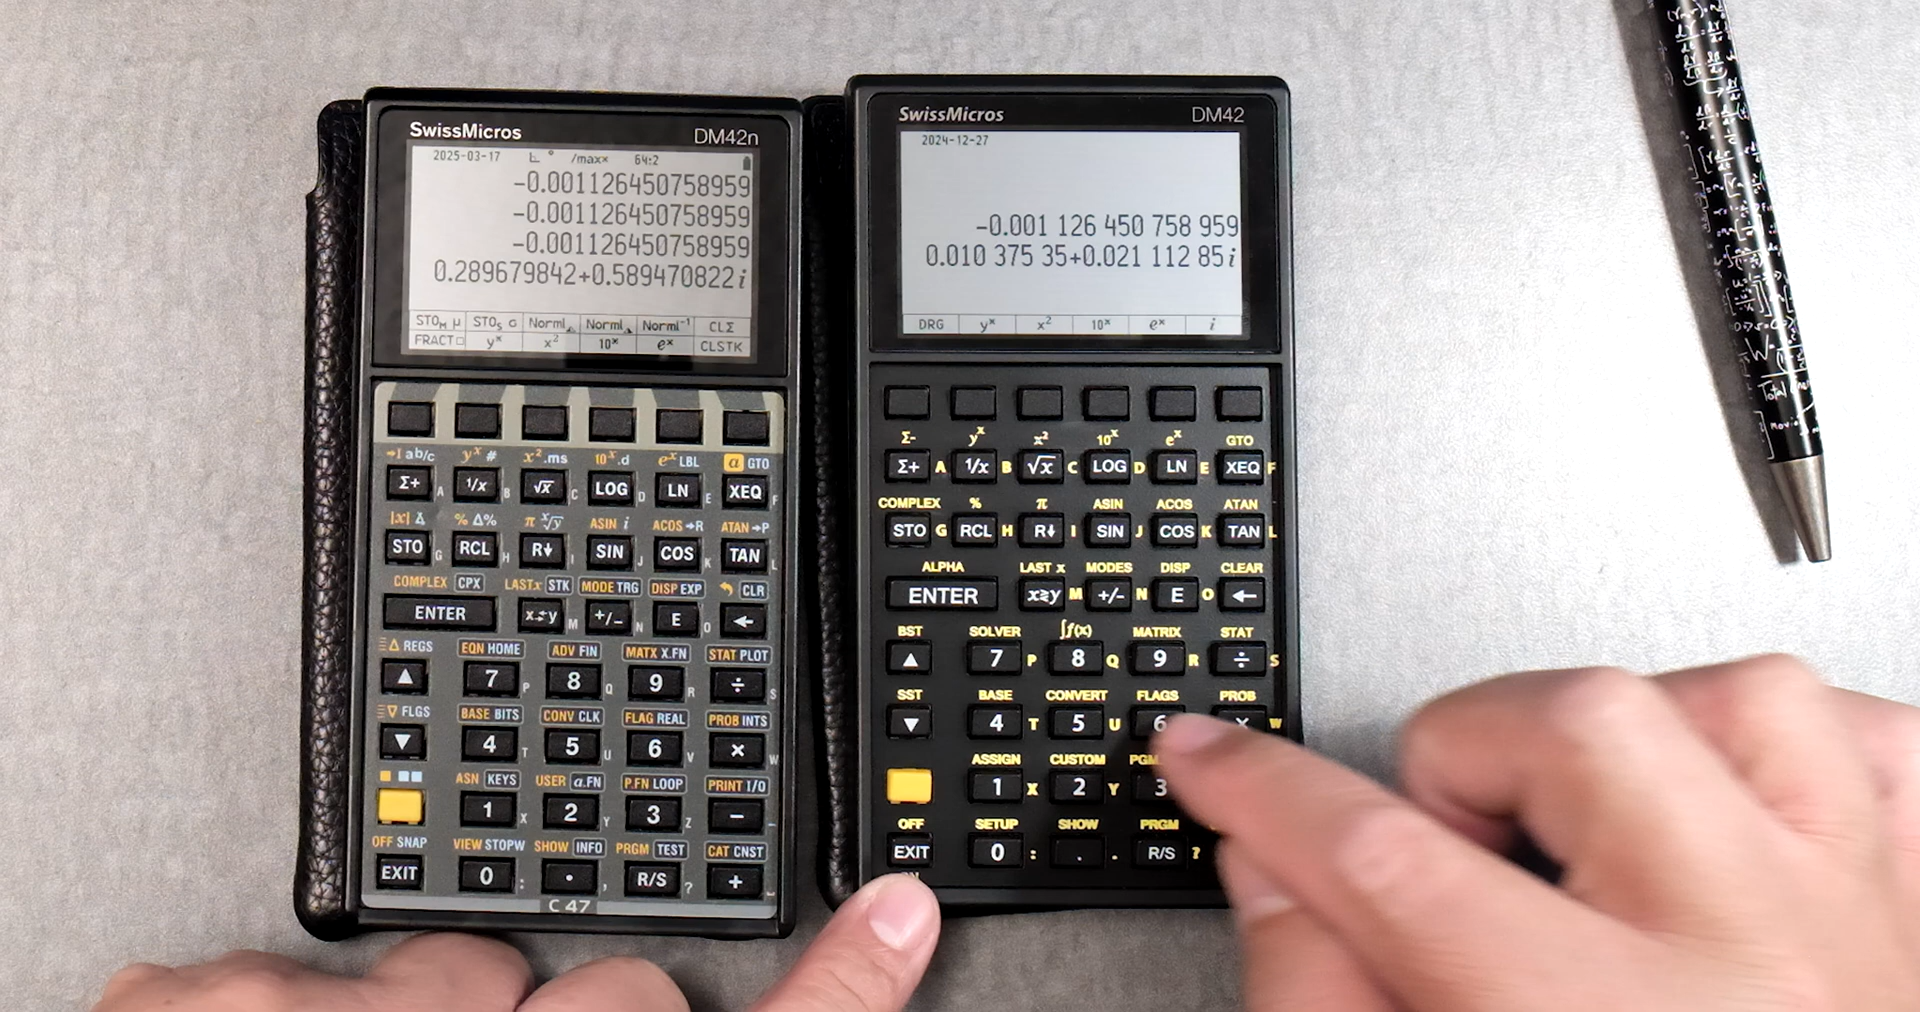 SwissMicros DM42n
2025-03-17 ∟ ° /max× 64:2
-0.001126450758959
-0.001126450758959
-0.001126450758959
0.289679842+0.589470822i
STOM µ STOS σ Norml Norml Norml⁻¹ CLΣ
FRACT yˣ x² 10ˣ eˣ CLSTK
→I ab/c yˣ # x² .ms 10ˣ .d eˣ LBL α GTO
Σ+ A 1/x B √x C LOG D LN E XEQ F
|x| ∡ % Δ% π ˣ√y ASIN i ACOS →R ATAN →P
STO G RCL H R↓ I SIN J COS K TAN L
COMPLEX CPX LASTx STK MODE TRG DISP EXP CLR
ENTER x⇄y M +/− N E O ←
△ REGS EQN HOME ADV FIN MATX X.FN STAT PLOT
▲ 7 P 8 Q 9 R ÷ S
▽ FLGS BASE BITS CONV CLK FLAG REAL PROB INTS
▼ 4 T 5 U 6 V × W
ASN KEYS USER α.FN P.FN LOOP PRINT I/O
1 X 2 Y 3 Z −
OFF SNAP VIEW STOPW SHOW INFO PRGM TEST CAT CNST
EXIT 0 : . , R/S ? +
C 47
SwissMicros DM42
2024-12-27
-0.001 126 450 758 959
0.010 375 35+0.021 112 85i
DRG yˣ x² 10ˣ eˣ i
Σ- yˣ x² 10ˣ eˣ GTO
Σ+ A 1/x B √x C LOG D LN E XEQ F
COMPLEX % π ASIN ACOS ATAN
STO G RCL H R↓ I SIN J COS K TAN L
ALPHA LAST x MODES DISP CLEAR
ENTER x≷y M +/− N E O ←
BST SOLVER ∫f(x) MATRIX STAT
▲ 7 P 8 Q 9 R ÷ S
SST BASE CONVERT FLAGS PROB
▼ 4 T 5 U 6 × W
ASSIGN CUSTOM PGM
1 X 2 Y 3
OFF SETUP SHOW PRGM
EXIT 0 : . . R/S ?